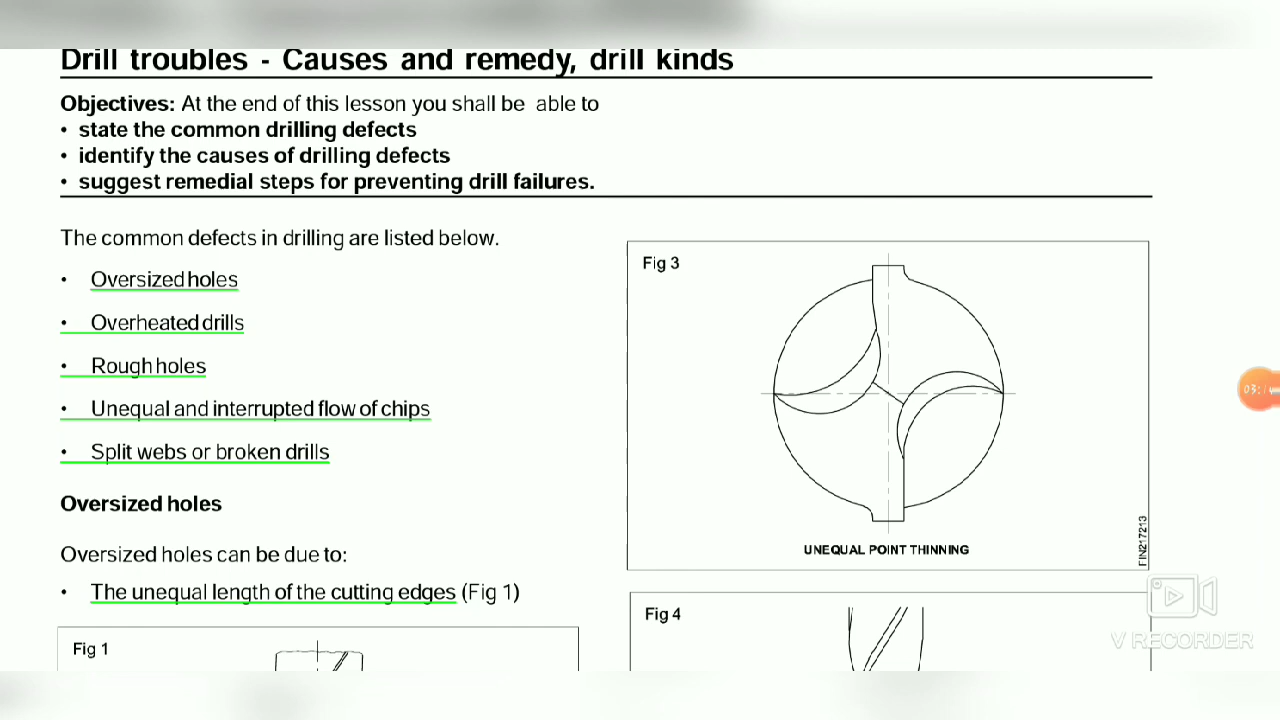 Drill troubles - Causes and remedy, drill kinds
Objectives: At the end of this lesson you shall be able to
• state the common drilling defects
• identify the causes of drilling defects
• suggest remedial steps for preventing drill failures.
The common defects in drilling are listed below.
• Oversized holes
• Overheated drills
• Rough holes
• Unequal and interrupted flow of chips
• Split webs or broken drills
Oversized holes
Oversized holes can be due to:
• The unequal length of the cutting edges (Fig 1)
Fig 1
Fig 3
UNEQUAL POINT THINNING
FIN217213
Fig 4
V RECORDER